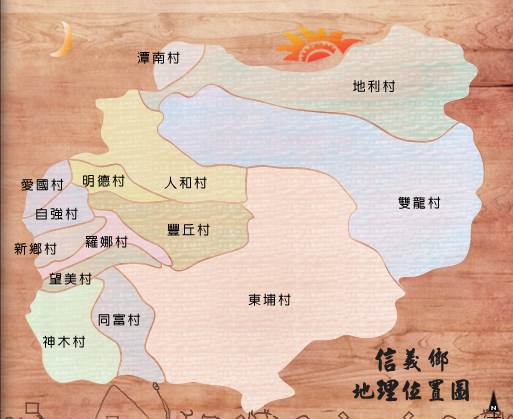 潭南村
地利村
愛國村
明德村
人和村
自強村
雙龍村
豐丘村
新鄉村
羅娜村
望美村
東埔村
同富村
神木村
信義鄉
地理位置圖
N